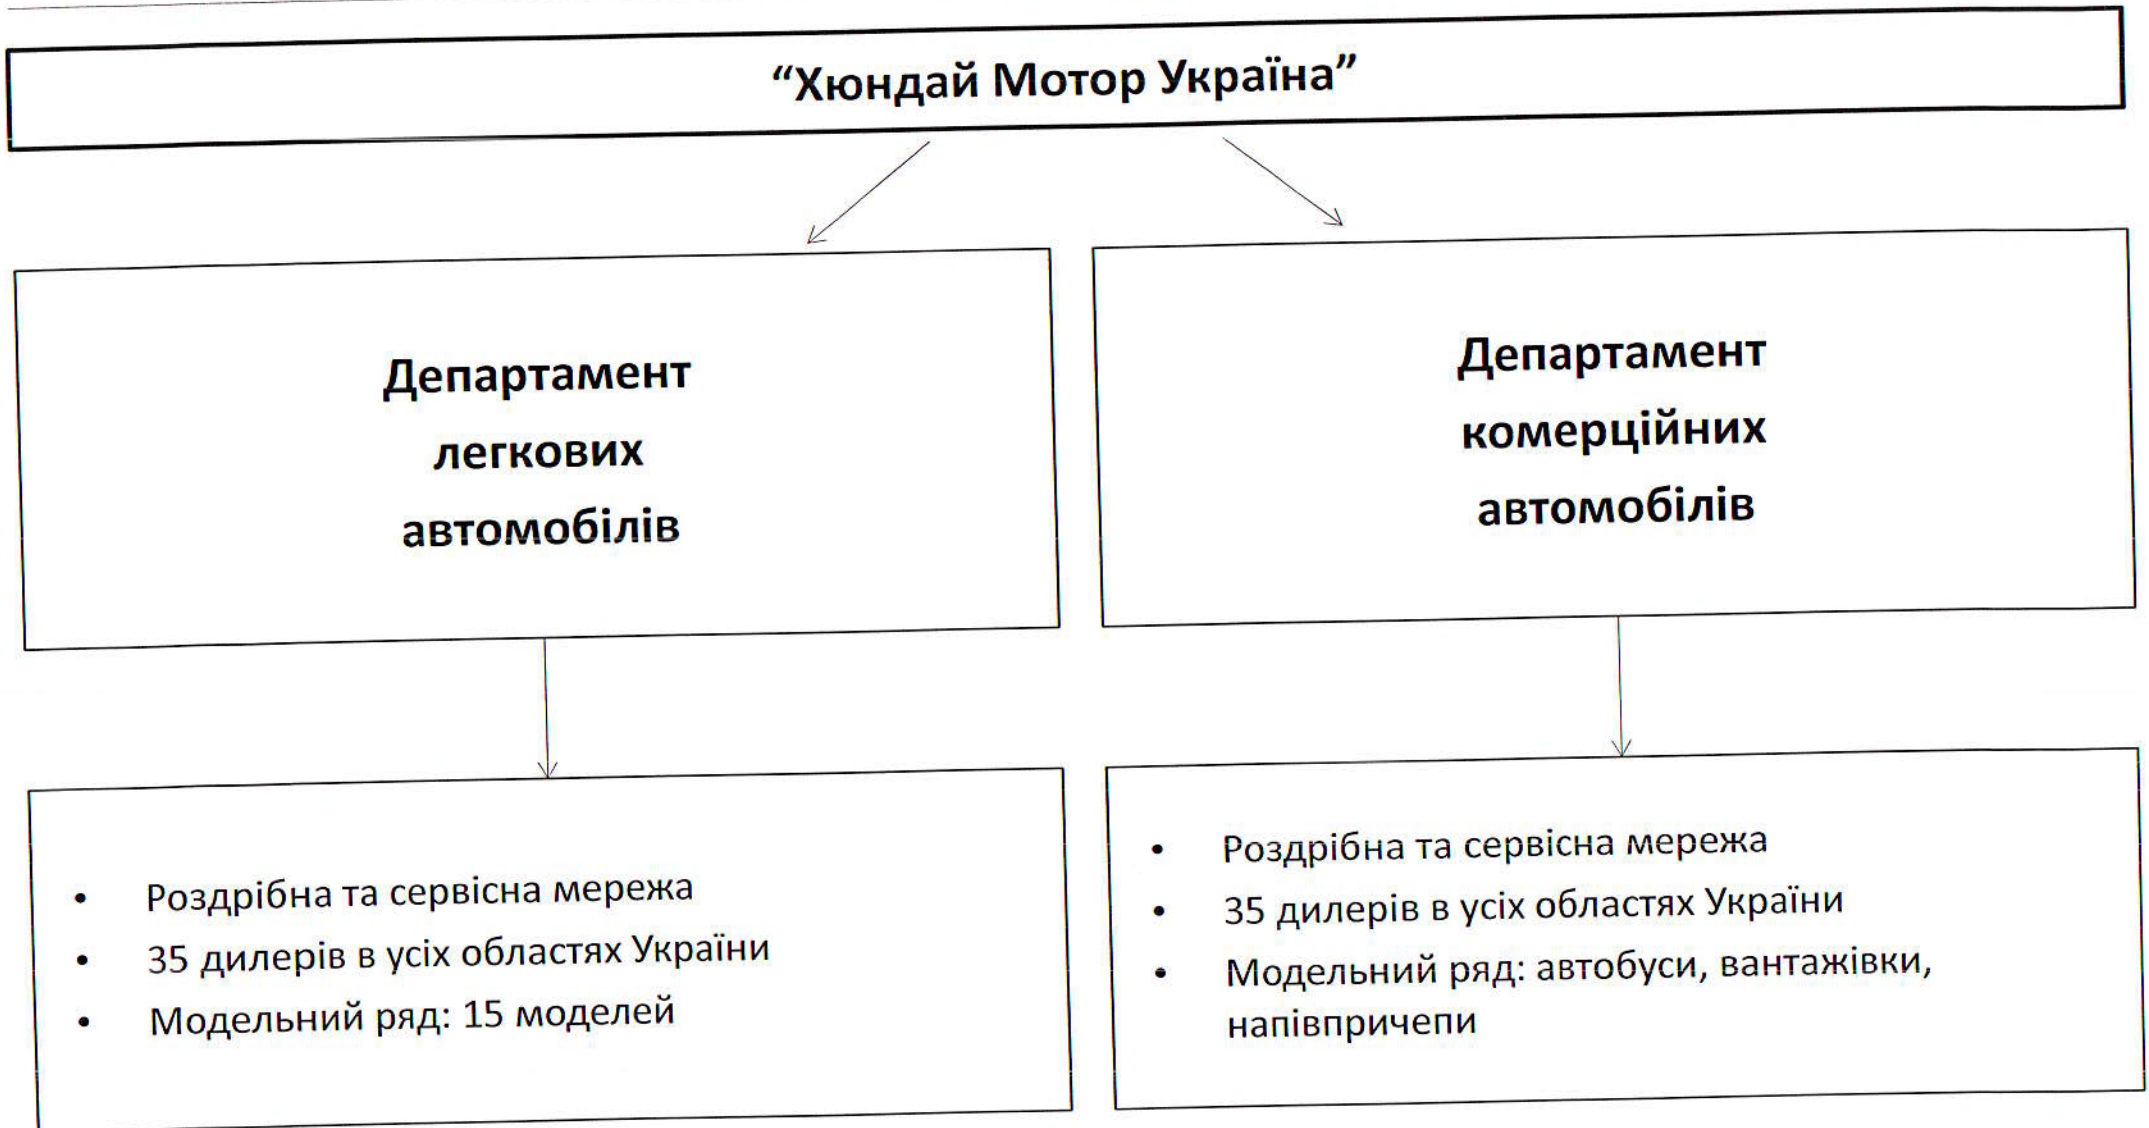 “Хюндай Мотор Україна”
Департамент
легкових
автомобілів
Департамент
комерційних
автомобілів
• Роздрібна та сервісна мережа
• 35 дилерів в усіх областях України
• Модельний ряд: 15 моделей
• Роздрібна та сервісна мережа
• 35 дилерів в усіх областях України
• Модельний ряд: автобуси, вантажівки,
напівпричепи